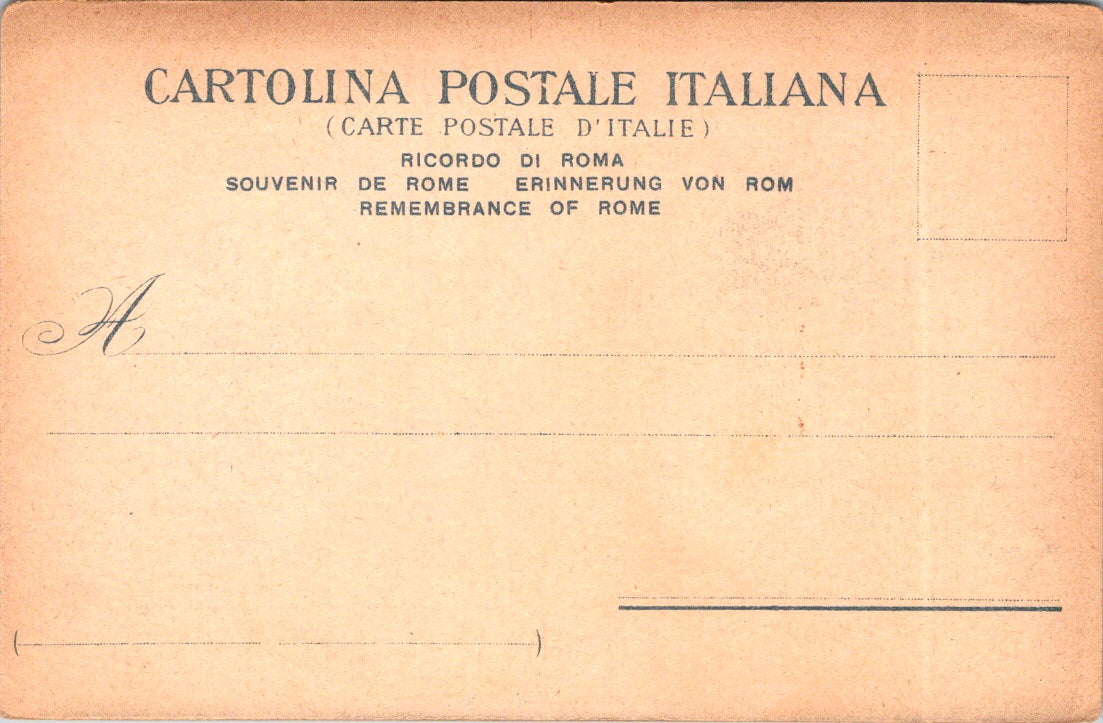 CARTOLINA POSTALE ITALIANA
(CARTE POSTALE D'ITALIE)
RICORDO DI ROMA
SOUVENIR DE ROME ERINNERUNG VON ROM
REMEMBRANCE OF ROME
A